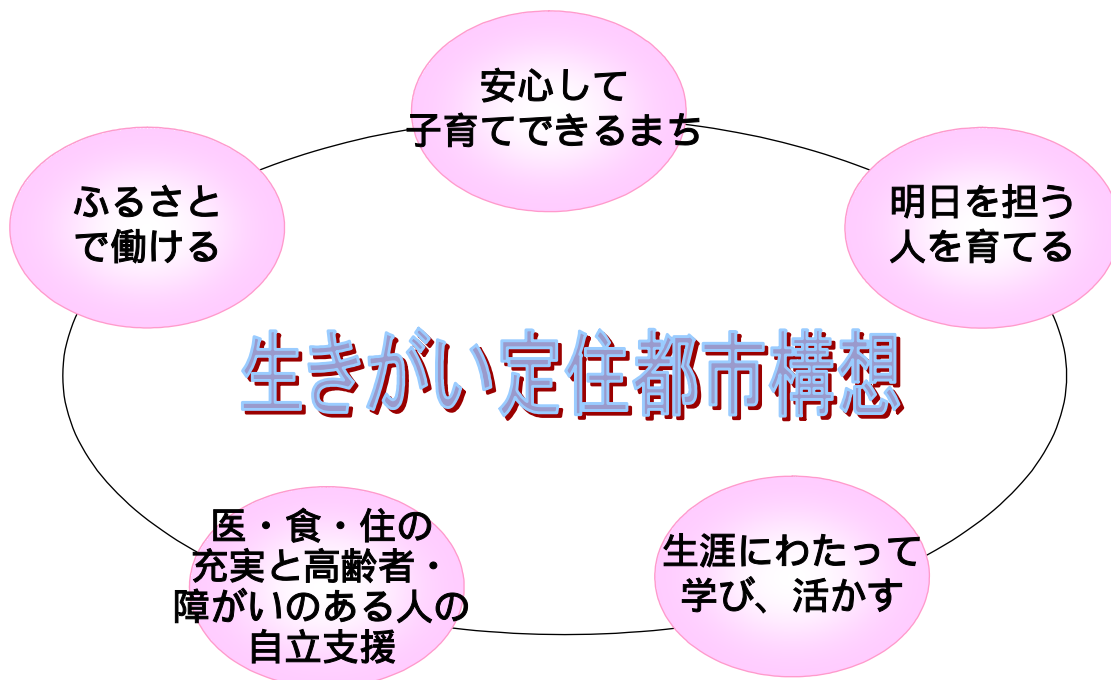 安心して
子育てできるまち
ふるさと
で働ける
明日を担う
人を育てる
生きがい定住都市構想
医・食・住の
充実と高齢者・
障がいのある人の
自立支援
生涯にわたって
学び、活かす